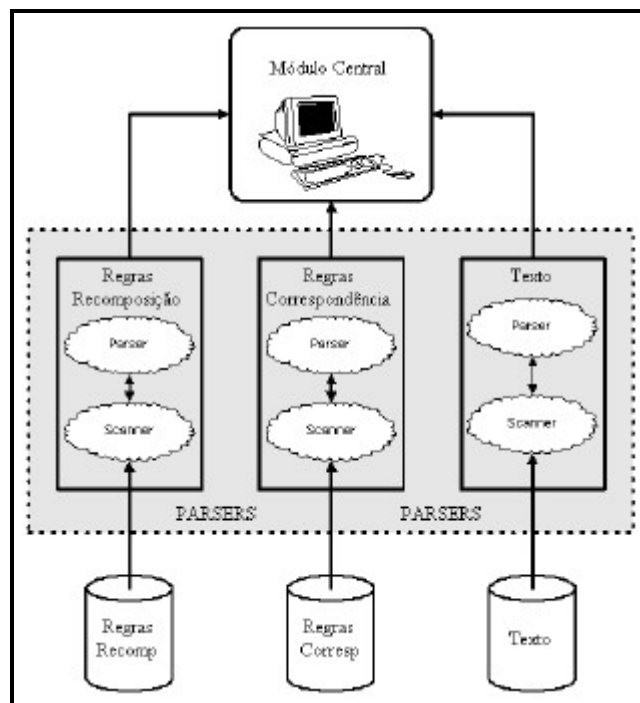 Módulo Central
Regras
Recomposição
Parser
Scanner
Regras
Correspondência
Parser
Scanner
Texto
Parser
Scanner
PARSERS
PARSERS
Regras
Recomp
Regras
Corresp
Texto